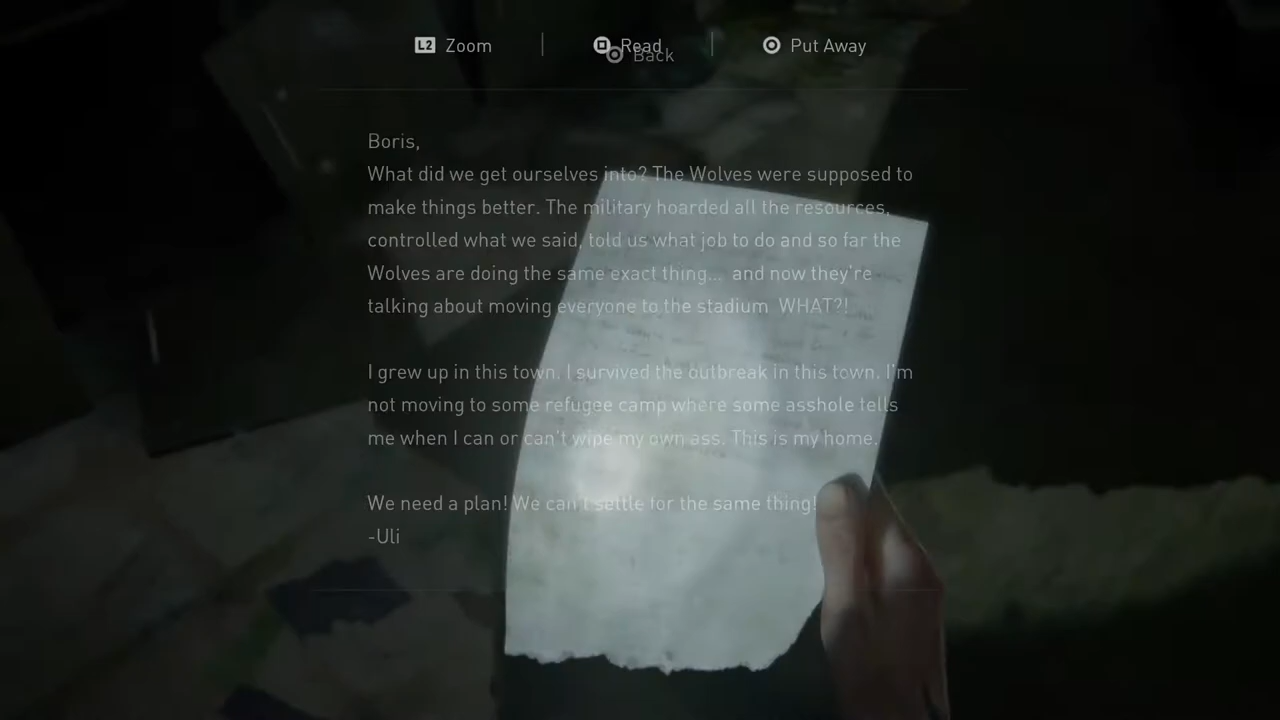 L2 Zoom
Read
Put Away
Back
Boris,
What did we get ourselves into? The Wolves were supposed to
make things better. The military hoarded all the resources,
controlled what we said, told us what job to do and so far the
Wolves are doing the same exact thing... and now they're
talking about moving everyone to the stadium WHAT?!
I grew up in this town. I survived the outbreak in this town. I'm
not moving to some refugee camp where some asshole tells
me when I can or can't wipe my own ass. This is my home.
We need a plan! We can't settle for the same thing!
-Uli